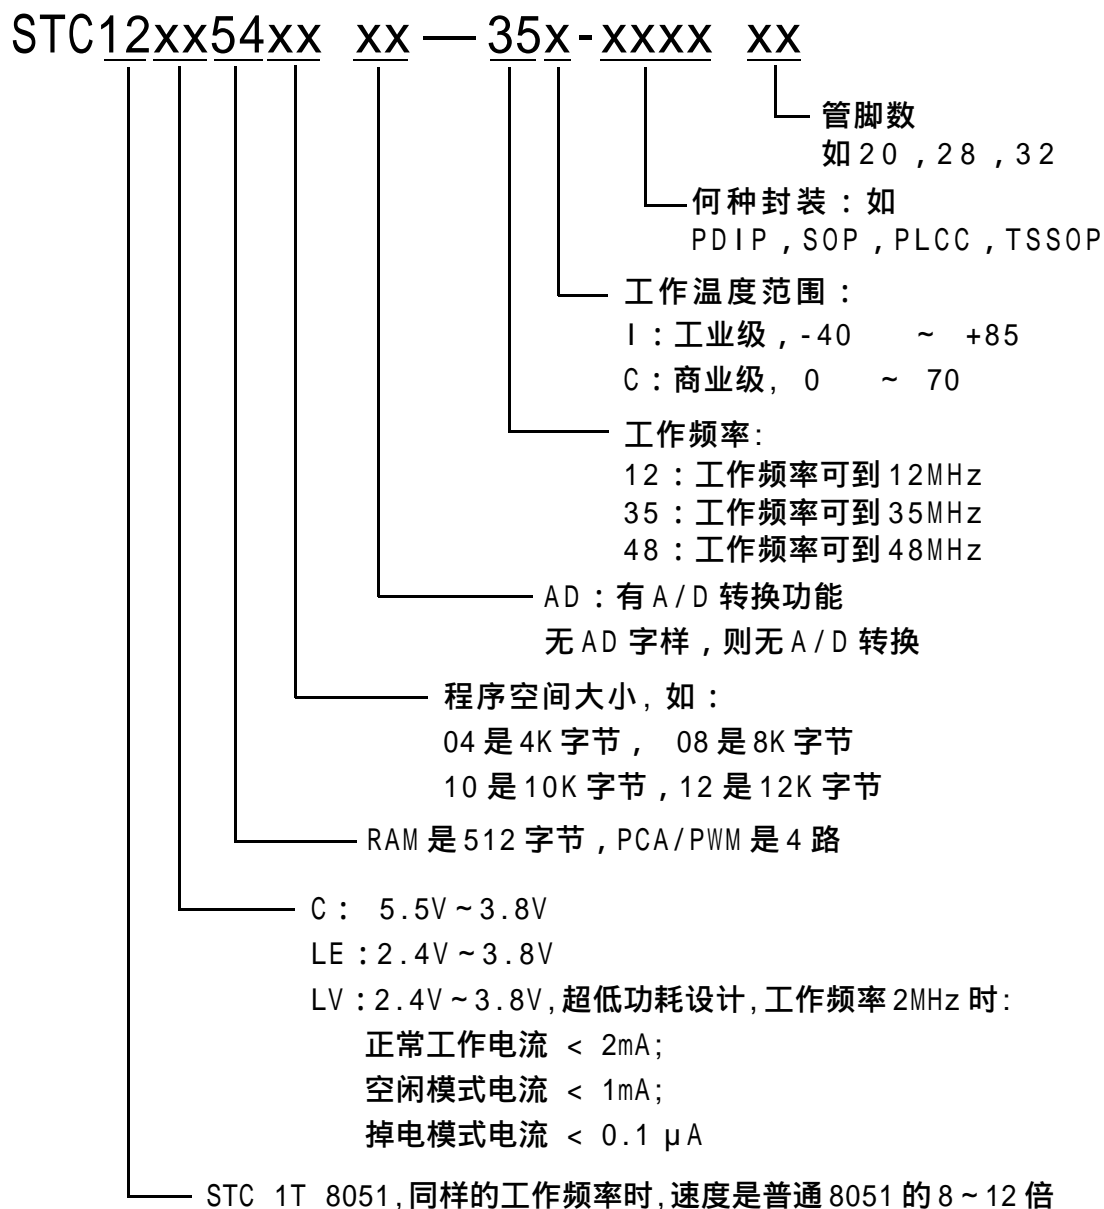 STC12xx54xx xx — 35x-xxxx xx
管脚数
如20,28,32
何种封装:如
PDIP,SOP,PLCC,TSSOP
工作温度范围:
I:工业级,-40 ~ +85
C:商业级, 0 ~ 70
工作频率:
12:工作频率可到12MHz
35:工作频率可到35MHz
48:工作频率可到48MHz
AD:有A/D转换功能
无AD字样,则无A/D转换
程序空间大小,如:
04是4K字节, 08是8K字节
10是10K字节,12是12K字节
RAM是512字节,PCA/PWM是4路
C: 5.5V~3.8V
LE:2.4V~3.8V
LV:2.4V~3.8V,超低功耗设计,工作频率2MHz时:
正常工作电流 < 2mA;
空闲模式电流 < 1mA;
掉电模式电流 < 0.1 μA
STC 1T 8051,同样的工作频率时,速度是普通8051的8~12倍